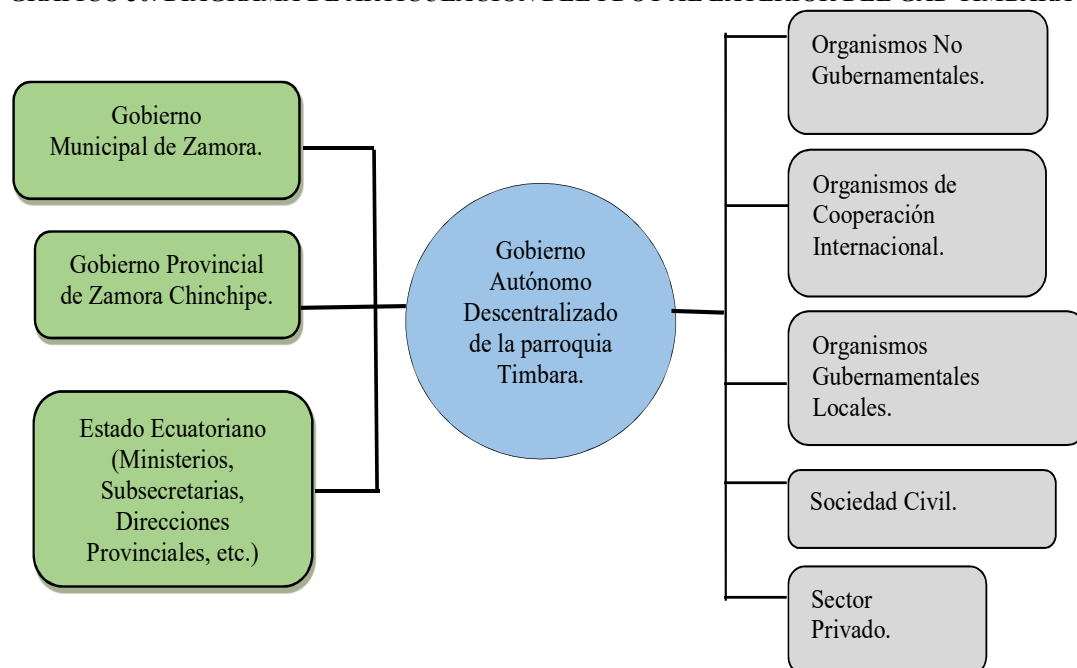 Gobierno
Municipal de Zamora.
Gobierno Provincial
de Zamora Chinchipe.
Estado Ecuatoriano
(Ministerios,
Subsecretarias,
Direcciones
Provinciales, etc.)
Gobierno
Autónomo
Descentralizado
de la parroquia
Timbara.
Organismos No
Gubernamentales.
Organismos de
Cooperación
Internacional.
Organismos
Gubernamentales
Locales.
Sociedad Civil.
Sector
Privado.